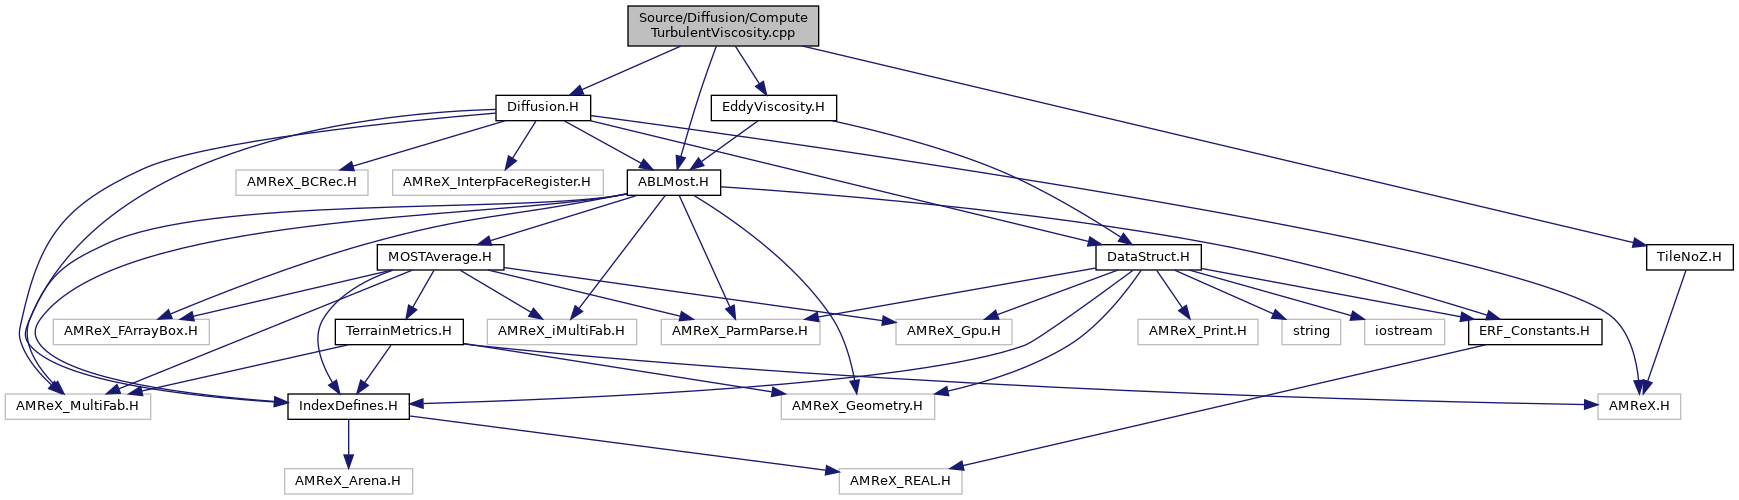 Source/Diffusion/Compute
TurbulentViscosity.cpp
Diffusion.H
EddyViscosity.H
AMReX_BCRec.H
AMReX_InterpFaceRegister.H
ABLMost.H
MOSTAverage.H
DataStruct.H
TileNoZ.H
AMReX_FArrayBox.H
TerrainMetrics.H
AMReX_iMultiFab.H
AMReX_ParmParse.H
AMReX_Gpu.H
AMReX_Print.H
string
iostream
ERF_Constants.H
AMReX_MultiFab.H
IndexDefines.H
AMReX_Geometry.H
AMReX.H
AMReX_Arena.H
AMReX_REAL.H